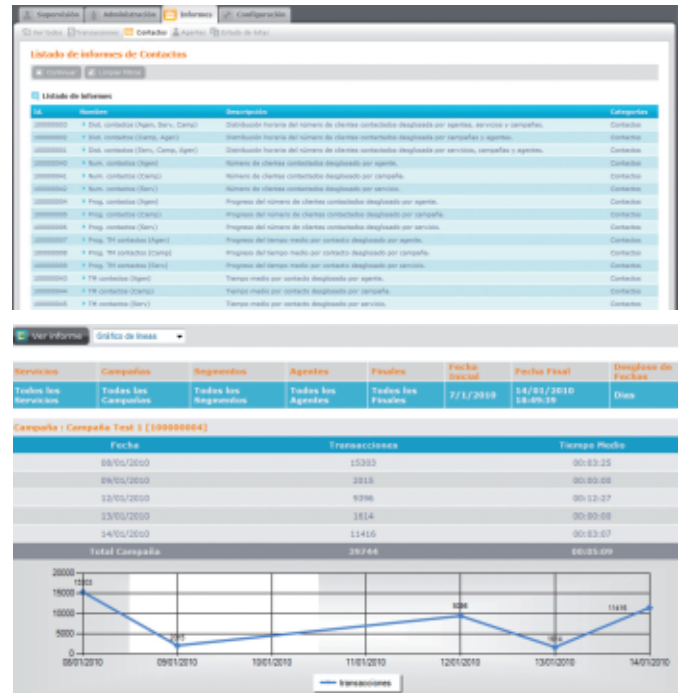 Supervisión Administración Informes Configuración
Ver todos Transacciones Contactos Agentes Estado de listas
Listado de informes de Contactos
Continuar Limpiar filtros
Listado de informes
Id. Nombre Descripción Categorías
Dist. contactos (Agen, Serv, Camp) Distribución horaria del número de clientes contactados desglosada por agentes, servicios y campañas. Contactos
Dist. contactos (Camp, Agen) Distribución horaria del número de clientes contactados desglosada por campañas y agentes. Contactos
Dist. contactos (Serv, Camp, Agen) Distribución horaria del número de clientes contactados desglosada por servicios, campañas y agentes. Contactos
Num. contactos (Agen) Número de clientes contactados desglosado por agente. Contactos
Num. contactos (Camp) Número de clientes contactados desglosado por campaña. Contactos
Num. contactos (Serv) Número de clientes contactados desglosado por servicio. Contactos
Prog. contactos (Agen) Progreso del número de clientes contactados desglosado por agente. Contactos
Prog. contactos (Camp) Progreso del número de clientes contactados desglosado por campaña. Contactos
Prog. contactos (Serv) Progreso del número de clientes contactados desglosado por servicio. Contactos
Prog. TM contactos (Agen) Progreso del tiempo medio por contacto desglosado por agente. Contactos
Prog. TM contactos (Camp) Progreso del tiempo medio por contacto desglosado por campaña. Contactos
Prog. TM contactos (Serv) Progreso del tiempo medio por contacto desglosado por servicio. Contactos
TM contactos (Agen) Tiempo medio por contacto desglosado por agente. Contactos
TM contactos (Camp) Tiempo medio por contacto desglosado por campaña. Contactos
TM contactos (Serv) Tiempo medio por contacto desglosado por servicio. Contactos
Ver informe Gráfico de líneas
Servicios Campañas Segmentos Agentes Finales Fecha Inicial Fecha Final Desglose de Fechas
Todos los Servicios Todas las Campañas Todos los Segmentos Todos los Agentes Todos los Finales 7/1/2010 14/01/2010 18:49:39 Días
Campaña : Campaña Test 1 [100000004]
Fecha Transacciones Tiempo Medio
08/01/2010 15303 00:03:25
09/01/2010 2015 00:00:00
12/01/2010 9396 00:12:27
13/01/2010 1614 00:00:00
14/01/2010 11416 00:03:07
Total Campaña 39744 00:05:09
20000
15303
15000
10000
5000
0
9396
11416
2015
1614
08/01/2010 09/01/2010 10/01/2010 11/01/2010 12/01/2010 13/01/2010 14/01/2010
transacciones